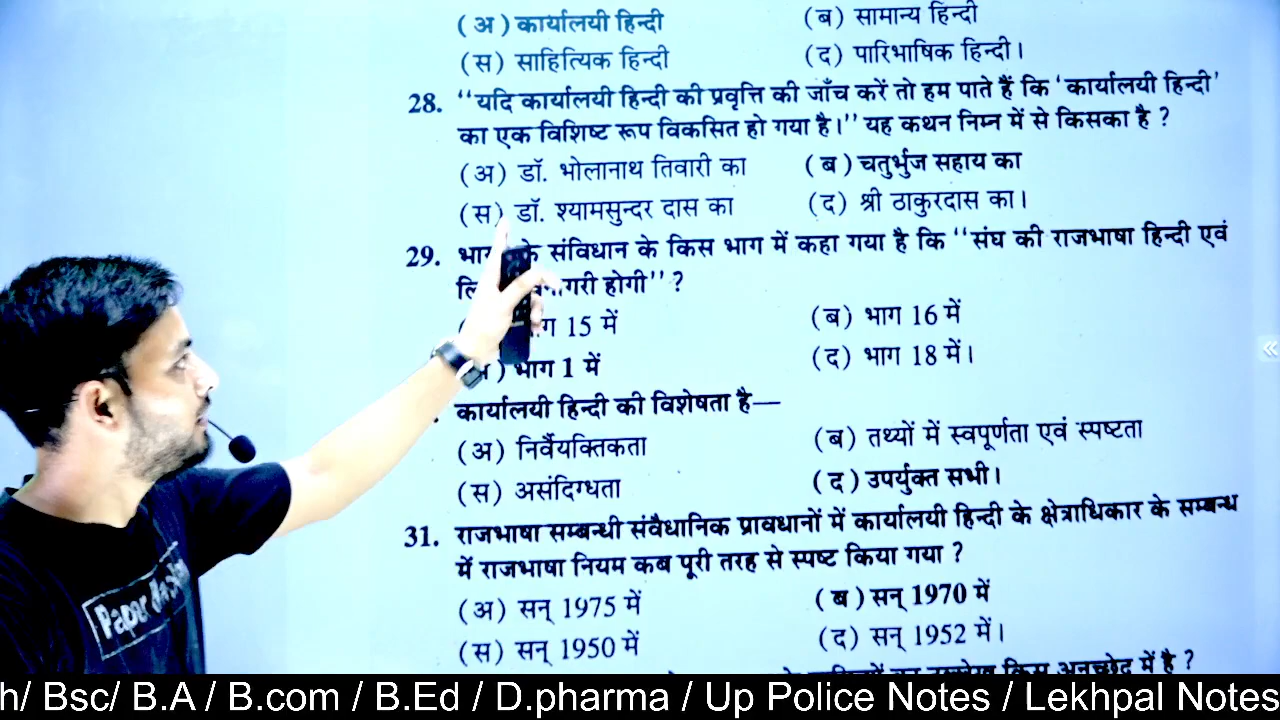 (अ) कार्यालयी हिन्दी (ब) सामान्य हिन्दी
(स) साहित्यिक हिन्दी (द) पारिभाषिक हिन्दी।
28. ‘‘यदि कार्यालयी हिन्दी की प्रवृत्ति की जाँच करें तो हम पाते हैं कि ‘कार्यालयी हिन्दी’
का एक विशिष्ट रूप विकसित हो गया है।’’ यह कथन निम्न में से किसका है ?
(अ) डॉ. भोलानाथ तिवारी का (ब) चतुर्भुज सहाय का
(स) डॉ. श्यामसुन्दर दास का (द) श्री ठाकुरदास का।
29. के संविधान के किस भाग में कहा गया है कि ‘‘संघ की राजभाषा हिन्दी एवं
होगी’’ ?
15 में (ब) भाग 16 में
भाग 1 में (द) भाग 18 में।
कार्यालयी हिन्दी की विशेषता है—
(अ) निर्वैयक्तिकता (ब) तथ्यों में स्वपूर्णता एवं स्पष्टता
(स) असंदिग्धता (द) उपर्युक्त सभी।
31. राजभाषा सम्बन्धी संवैधानिक प्रावधानों में कार्यालयी हिन्दी के क्षेत्राधिकार के सम्बन्ध
में राजभाषा नियम कब पूरी तरह से स्पष्ट किया गया ?
(अ) सन् 1975 में (ब) सन् 1970 में
(स) सन् 1950 में (द) सन् 1952 में।
किस अनुच्छेद में है ?
Paper
h/ Bsc/ B.A / B.com / B.Ed / D.pharma / Up Police Notes / Lekhpal Notes